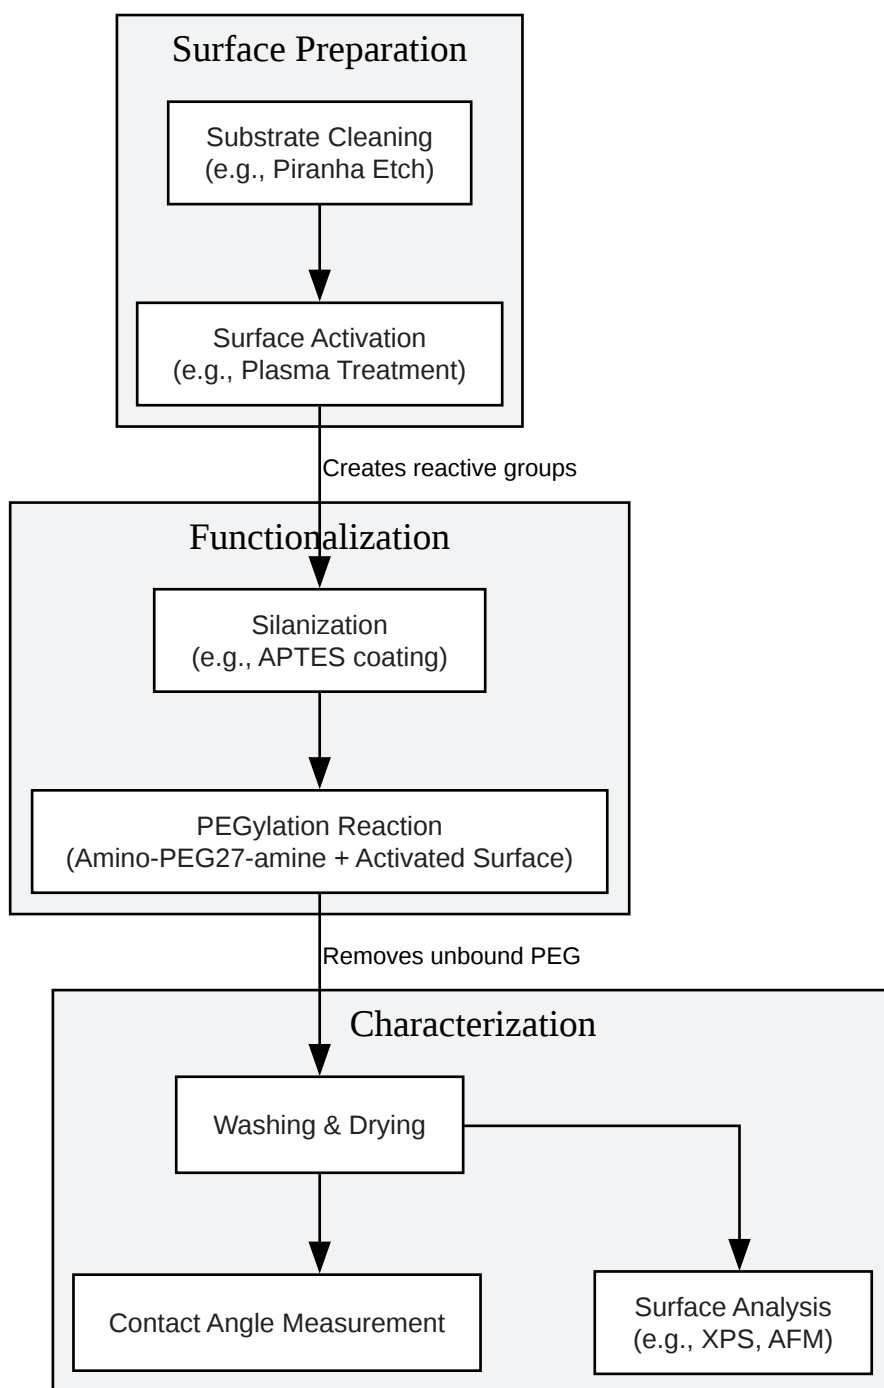 Surface Preparation
Substrate Cleaning
(e.g., Piranha Etch)
Surface Activation
(e.g., Plasma Treatment)
Creates reactive groups
Functionalization
Silanization
(e.g., APTES coating)
PEGylation Reaction
(Amino-PEG27-amine + Activated Surface)
Removes unbound PEG
Characterization
Washing & Drying
Contact Angle Measurement
Surface Analysis
(e.g., XPS, AFM)